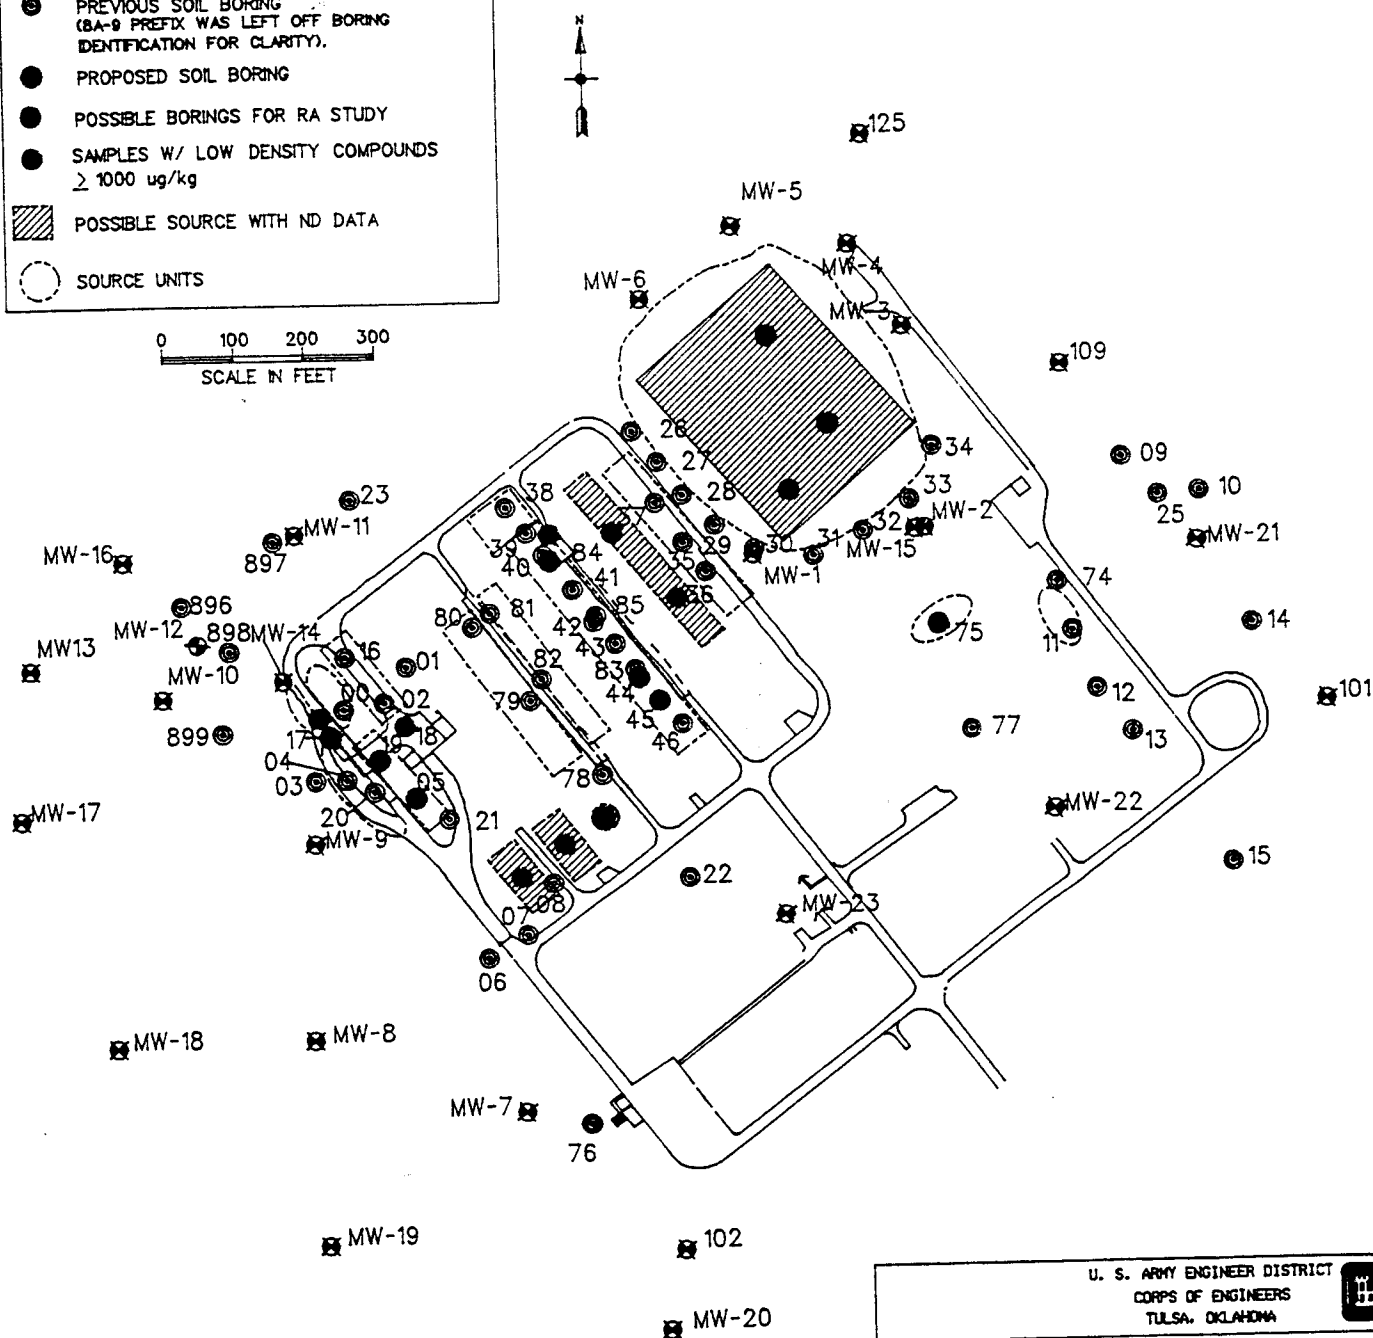 PREVIOUS SOIL BORING
(8A-9 PREFIX WAS LEFT OFF BORING
IDENTIFICATION FOR CLARITY).
PROPOSED SOIL BORING
POSSIBLE BORINGS FOR RA STUDY
SAMPLES W/ LOW DENSITY COMPOUNDS
≥ 1000 ug/kg
POSSIBLE SOURCE WITH ND DATA
SOURCE UNITS
N
0 100 200 300
SCALE IN FEET
125
MW-5
MW-4
MW-6
MW-3
109
26
27
34
09
28
33
10
25
38
23
MW-11
32
MW-2
MW-21
MW-16
39
29
30
31
MW-15
897
84
40
41
35
MW-1
74
36
896
81
85
MW-12
898
MW-14
80
42
75
11
14
43
MW13
16
01
82
83
MW-10
12
101
00
02
79
44
45
77
13
899
17
18
46
19
04
03
05
78
MW-22
MW-17
20
21
MW-9
15
22
08
MW-23
07
06
MW-18
MW-8
MW-7
76
MW-19
102
MW-20
U. S. ARMY ENGINEER DISTRICT
CORPS OF ENGINEERS
TULSA, OKLAHOMA